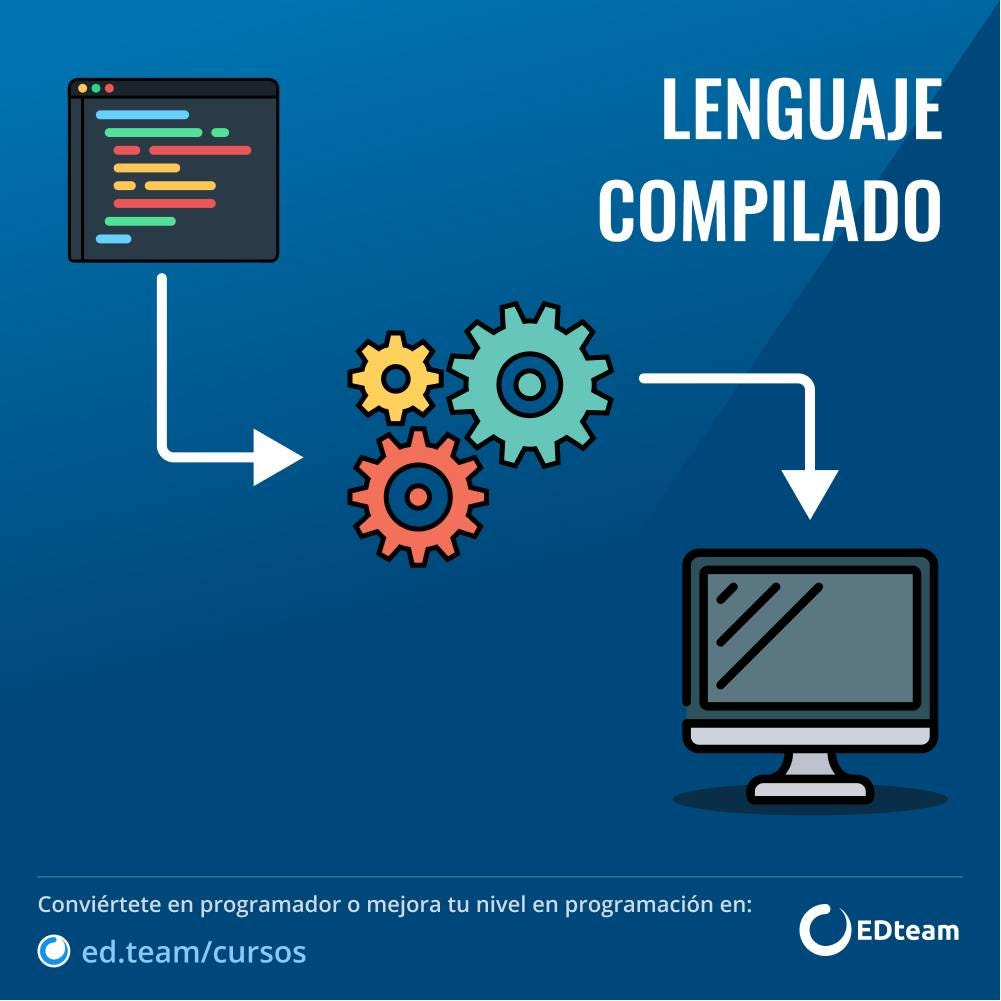 LENGUAJE
COMPILADO
Conviértete en programador o mejora tu nivel en programación en:
ed.team/cursos
EDteam